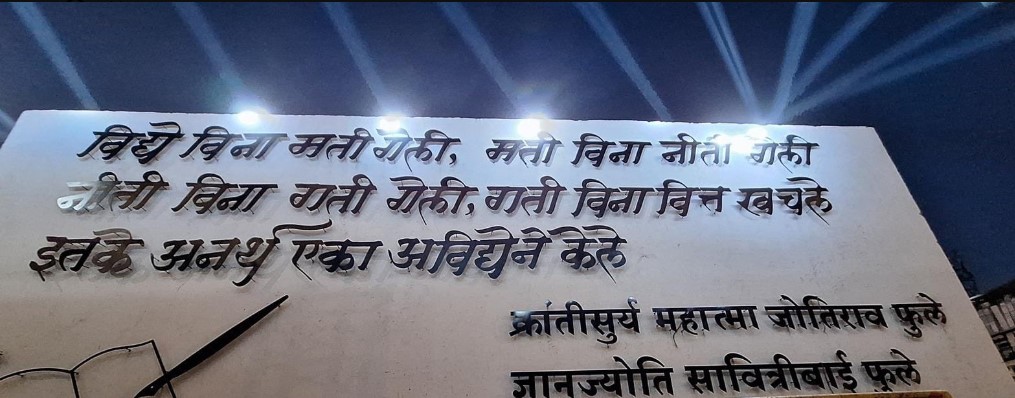 विद्ये विना मती गेली, मती विना नीती गेली
नीती विना गती गेली, गती विना वित्त खचले
इतके अनर्थ एका अविद्येने केले
क्रांतीसुर्य महात्मा जोतिराव फुले
ज्ञानज्योति सावित्रीबाई फुले